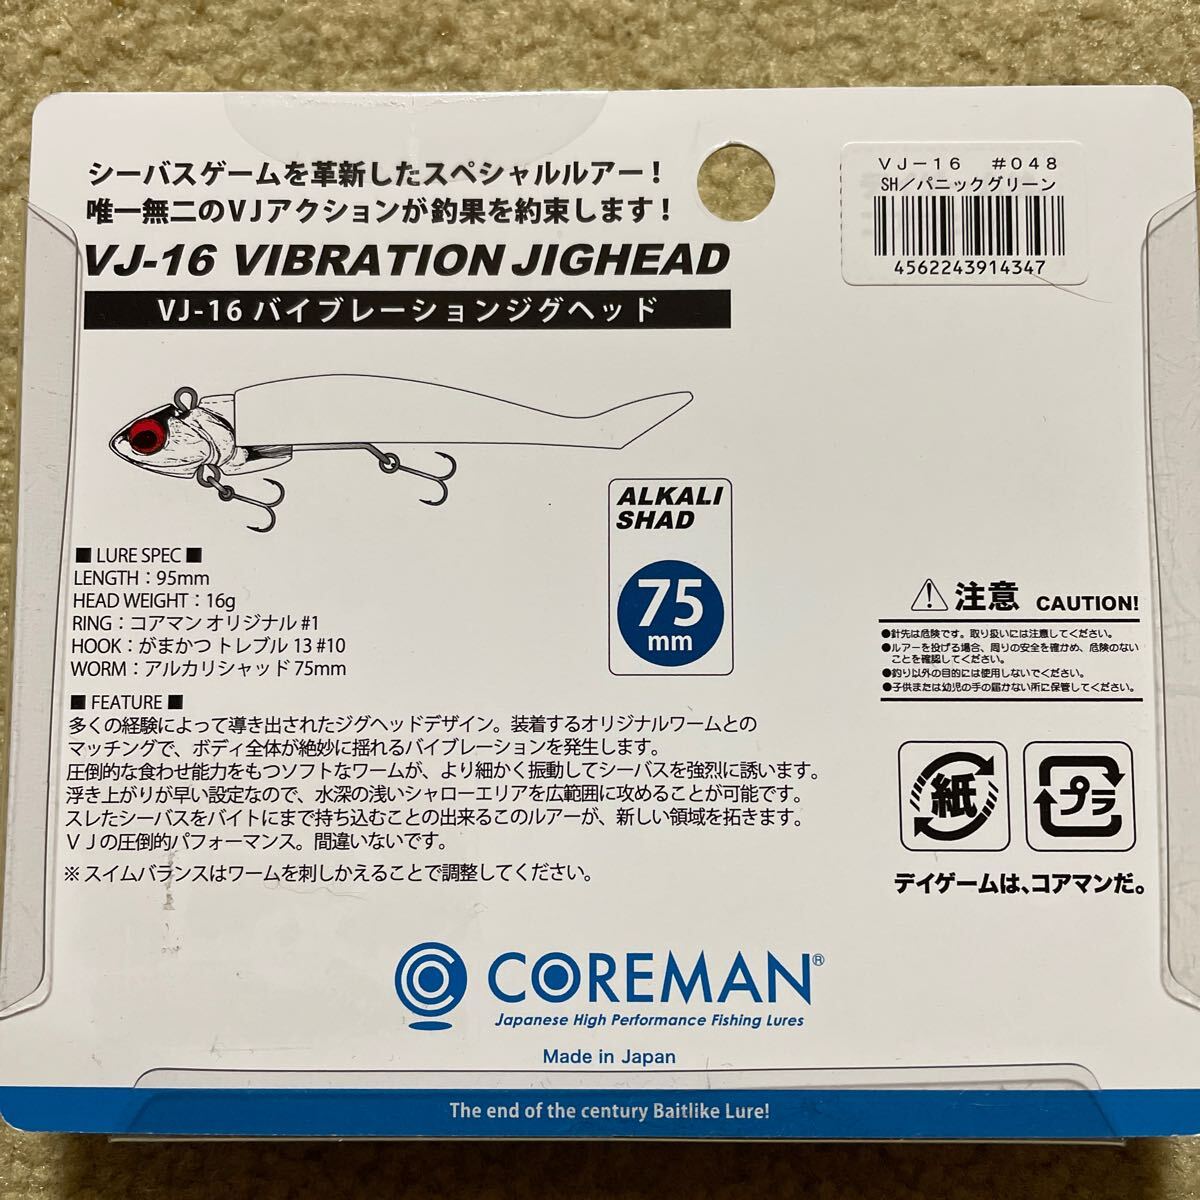 シーバスゲームを革新したスペシャルルアー！
唯一無二のVJアクションが釣果を約束します！
VJ-16 VIBRATION JIGHEAD
VJ-16 バイブレーションジグヘッド
VJ－16 #048
SH／パニックグリーン
4562243914347
ALKALI
SHAD
75
mm
■ LURE SPEC ■
LENGTH：95mm
HEAD WEIGHT：16g
RING：コアマン オリジナル #1
HOOK：がまかつ トレブル 13 #10
WORM：アルカリシャッド 75mm
■ FEATURE ■
多くの経験によって導き出されたジグヘッドデザイン。装着するオリジナルワームとの
マッチングで、ボディ全体が絶妙に揺れるバイブレーションを発生します。
圧倒的な食わせ能力をもつソフトなワームが、より細かく振動してシーバスを強烈に誘います。
浮き上がりが早い設定なので、水深の浅いシャローエリアを広範囲に攻めることが可能です。
スレたシーバスをバイトにまで持ち込むことの出来るこのルアーが、新しい領域を拓きます。
ＶＪの圧倒的パフォーマンス。間違いないです。
※スイムバランスはワームを刺しかえることで調整してください。
注意 CAUTION!
●針先は危険です。取り扱いには注意してください。
●ルアーを投げる場合、周りの安全を確かめ、危険のない
ことを確認してください。
●釣り以外の目的には使用しないでください。
●子供または幼児の手の届かない所に保管してください。
紙
プラ
デイゲームは、コアマンだ。
COREMAN®
Japanese High Performance Fishing Lures
Made in Japan
The end of the century Baitlike Lure!